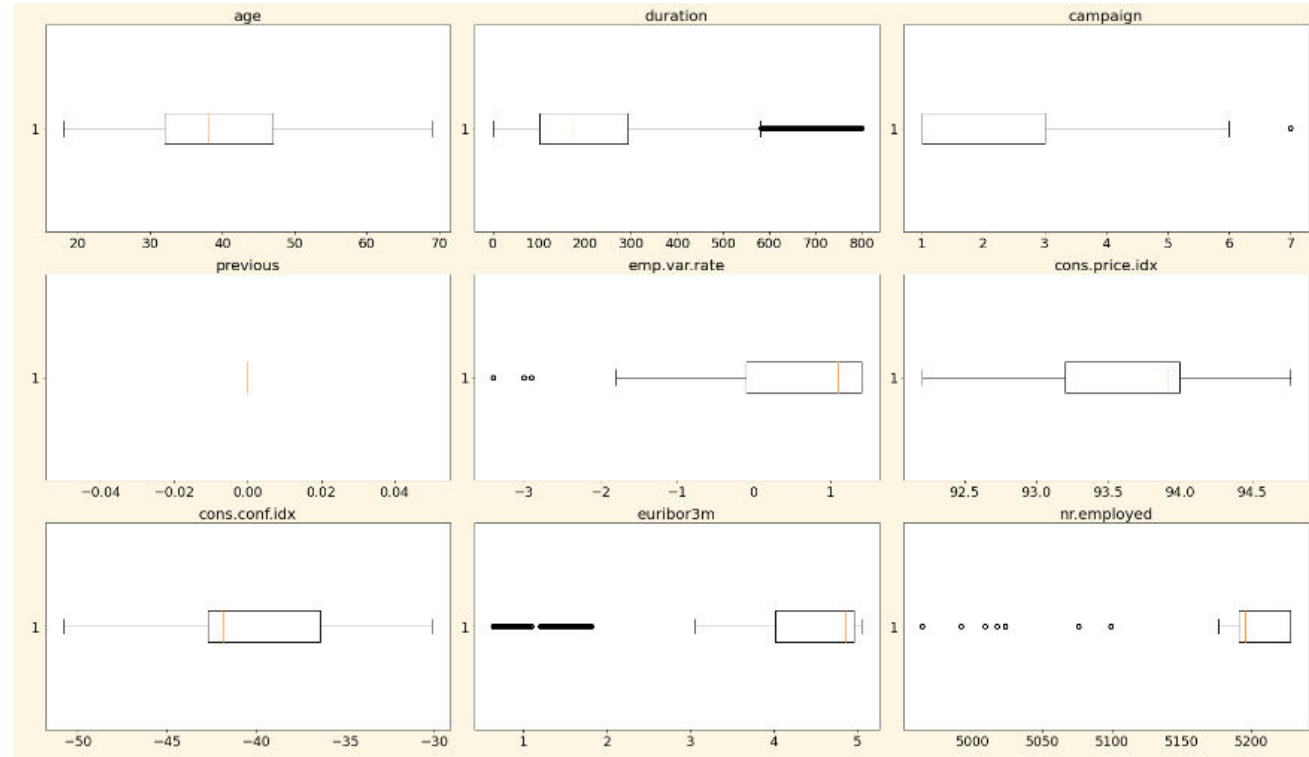 age duration campaign
1 1 1
20 30 40 50 60 70 0 100 200 300 400 500 600 700 800 1 2 3 4 5 6 7
previous emp.var.rate cons.price.idx
1 1 1
−0.04 −0.02 0.00 0.02 0.04 −3 −2 −1 0 1 92.5 93.0 93.5 94.0 94.5
cons.conf.idx euribor3m nr.employed
1 1 1
−50 −45 −40 −35 −30 1 2 3 4 5 5000 5050 5100 5150 5200